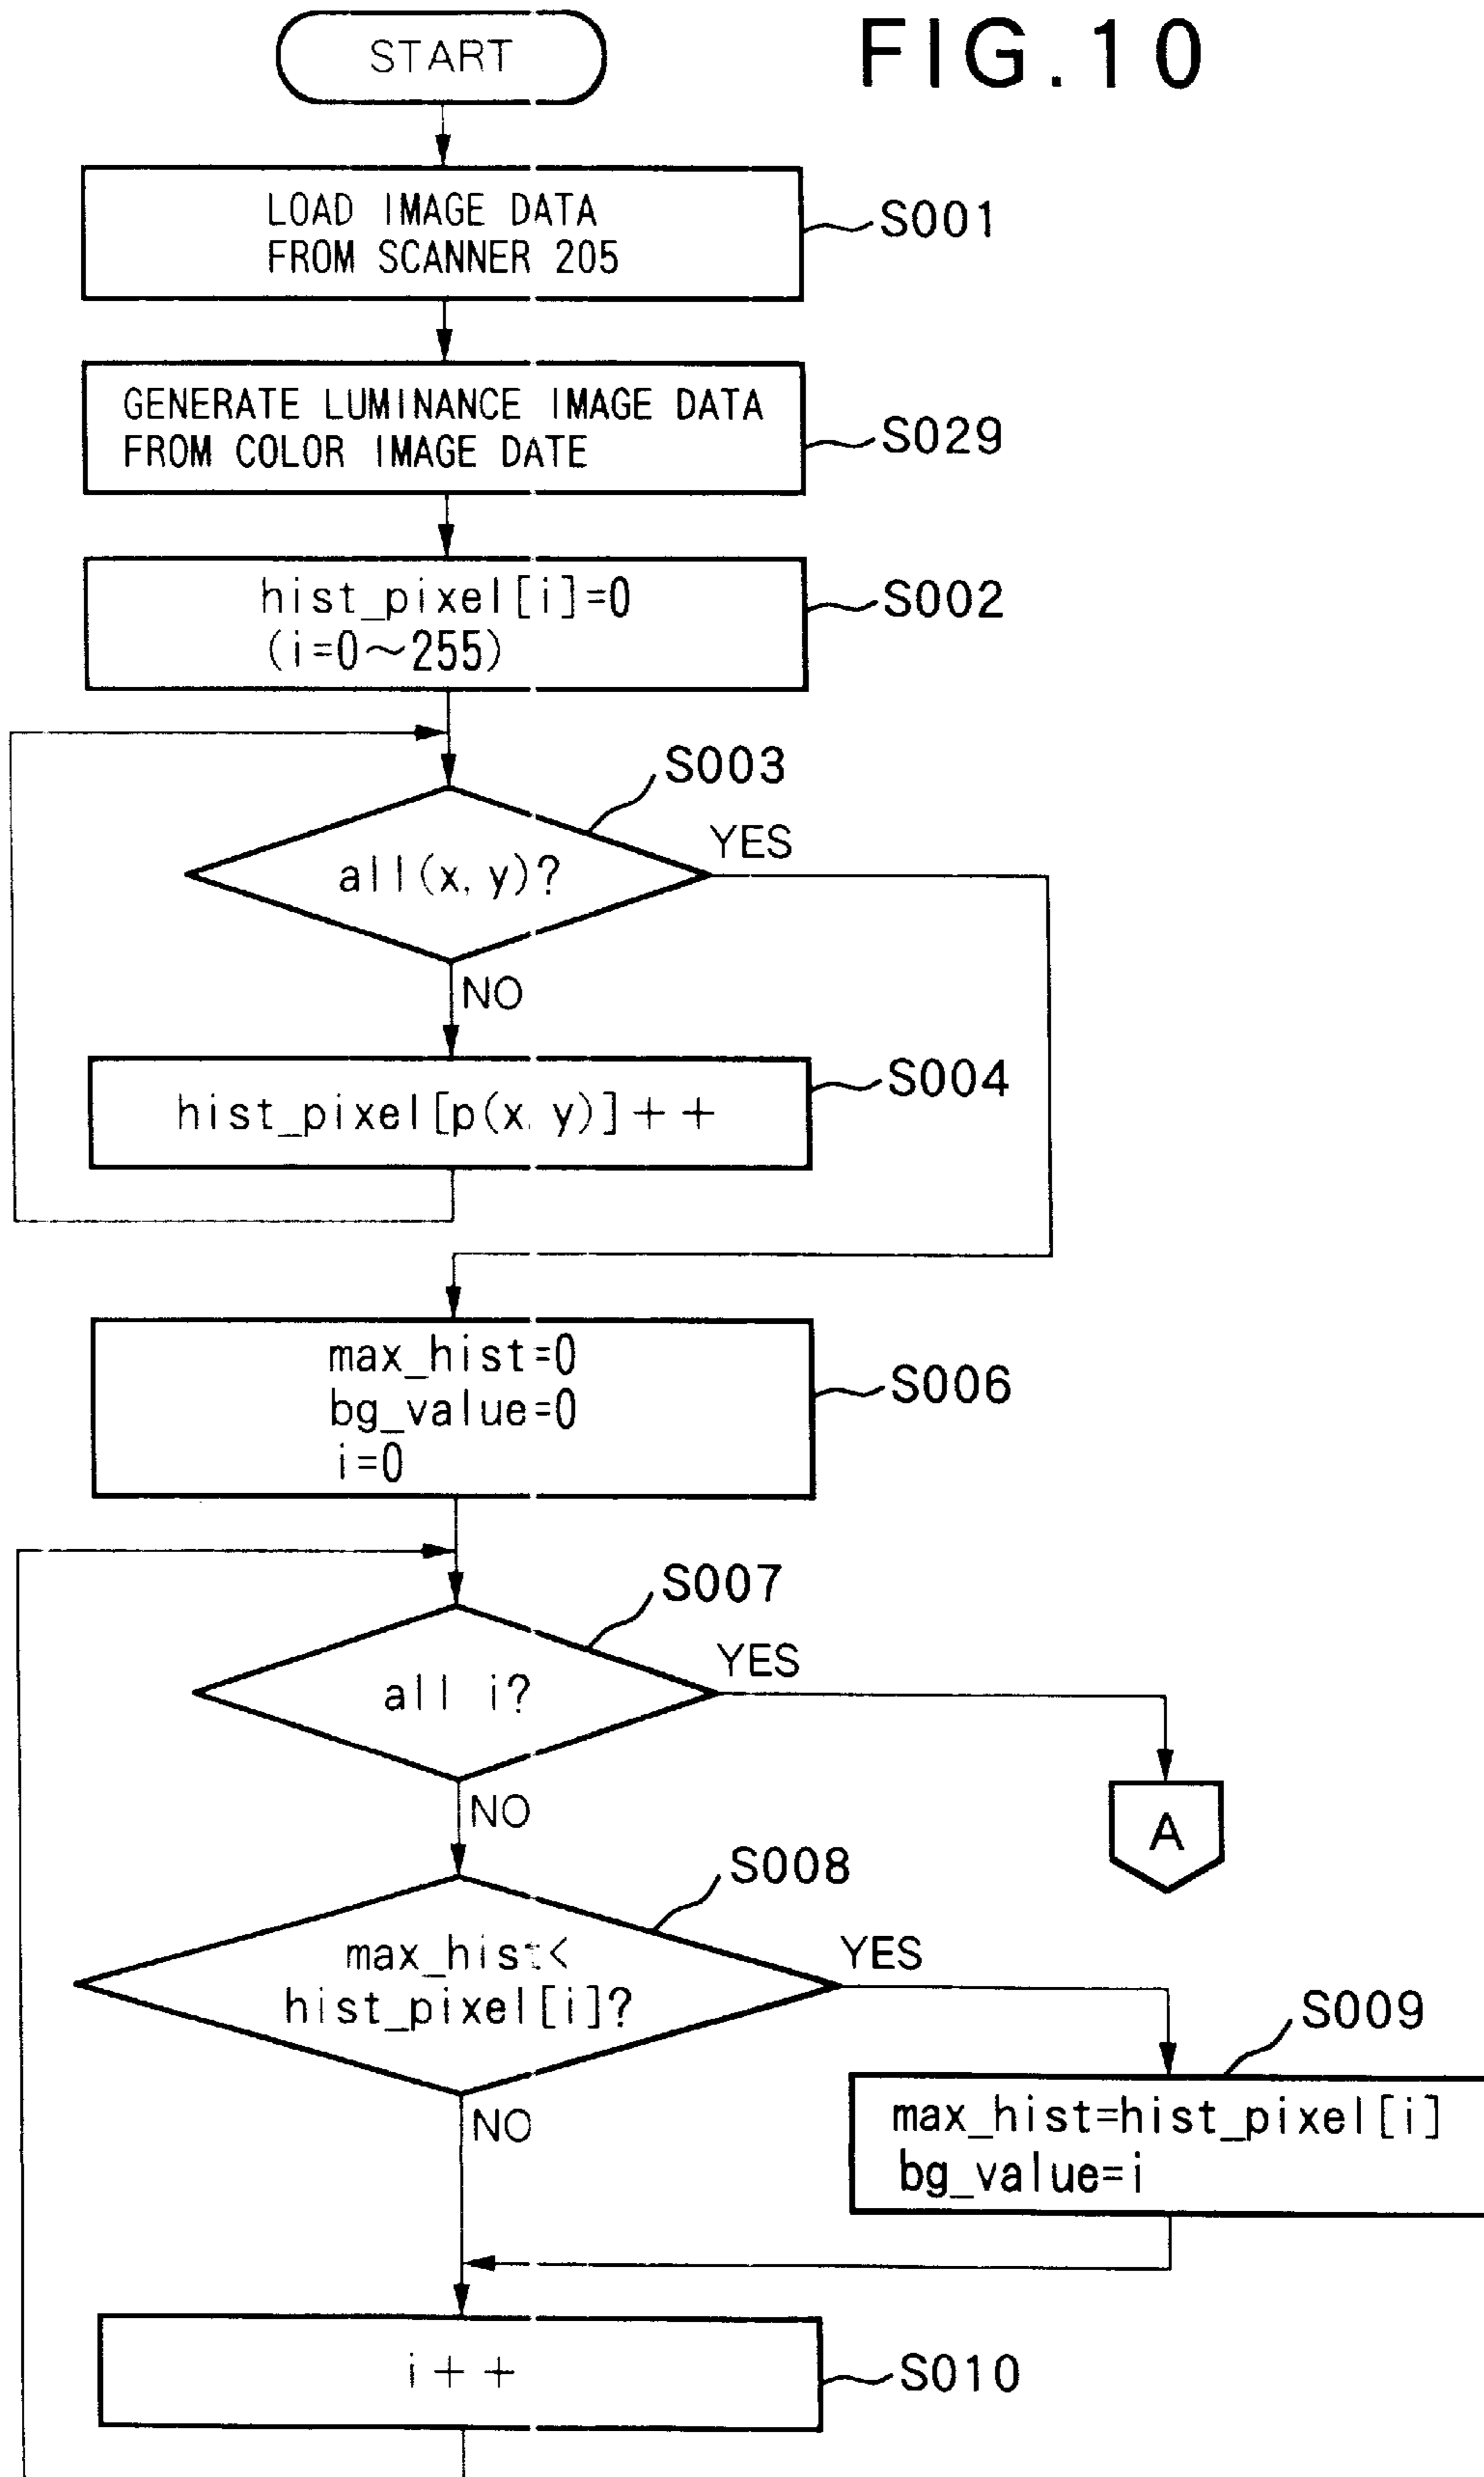 START
FIG.10
LOAD IMAGE DATA
FROM SCANNER 205
S001
GENERATE LUMINANCE IMAGE DATA
FROM COLOR IMAGE DATE
S029
hist_pixel[i]=0
(i=0~255)
S002
S003
all(x, y)?
YES
NO
hist_pixel[p(x, y)]++
S004
max_hist=0
bg_value=0
i=0
S006
S007
all i?
YES
NO
A
S008
max_hist<
hist_pixel[i]?
YES
NO
S009
max_hist=hist_pixel[i]
bg_value=i
i++
S010